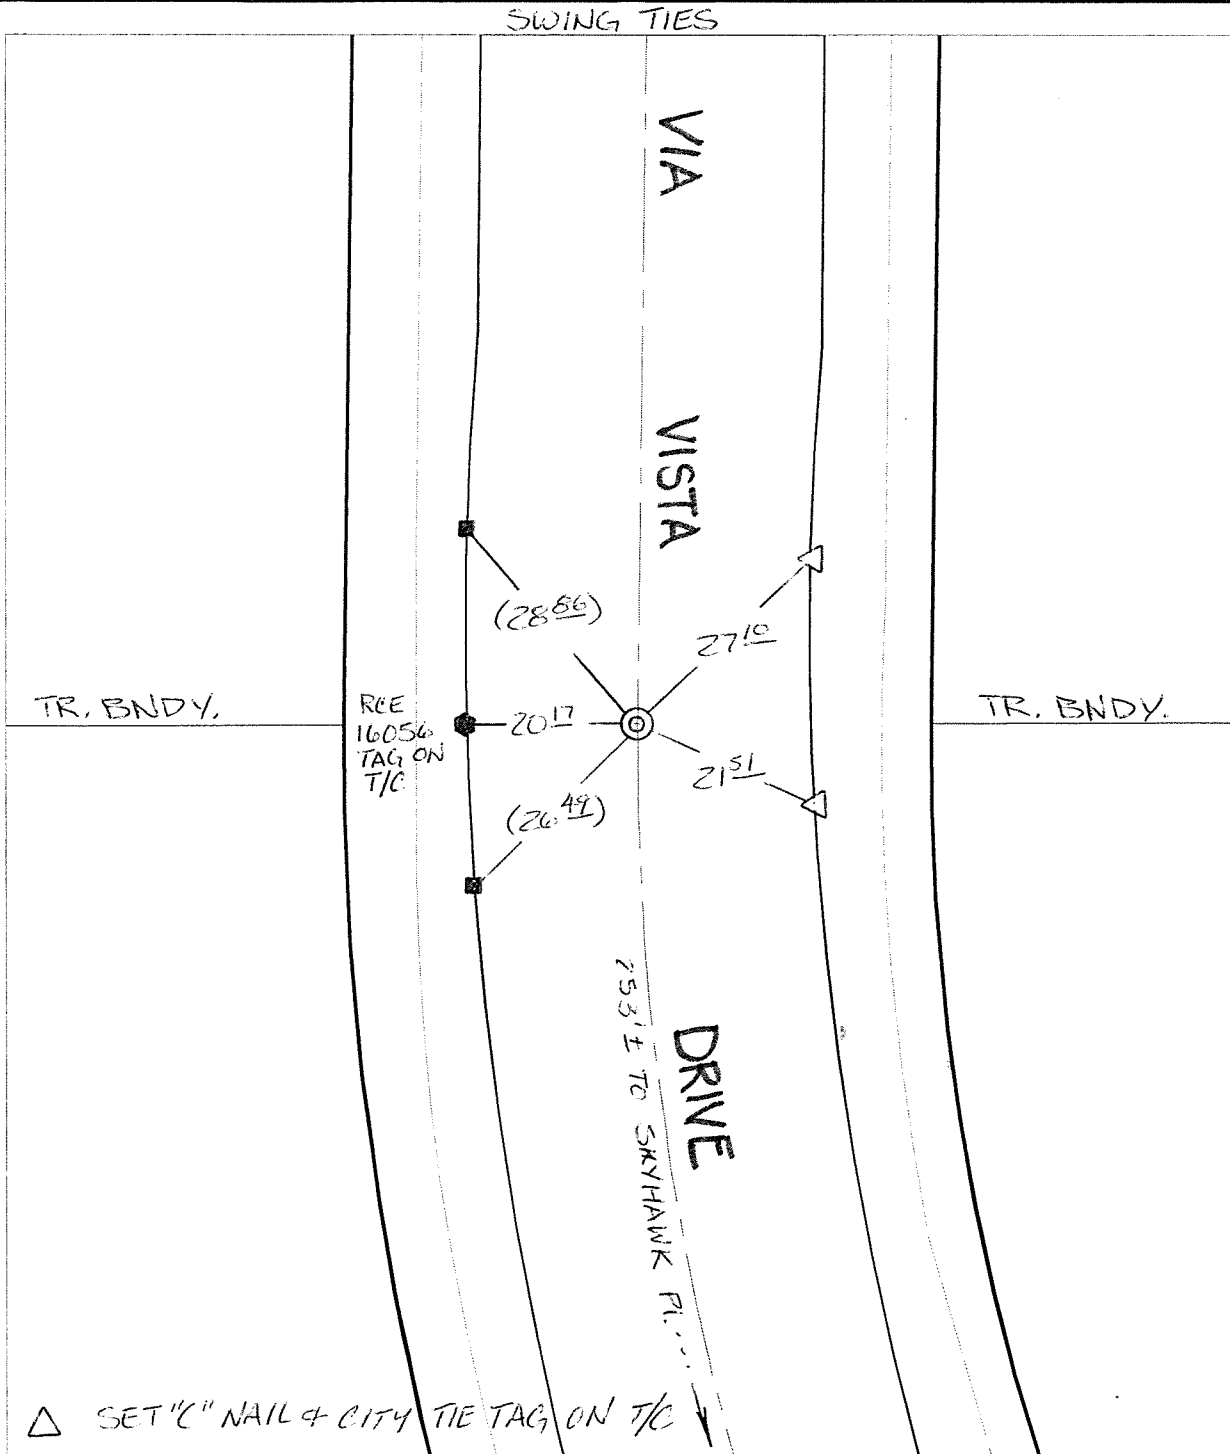 SWING TIES
VIA
VISTA
(28.86)
27.10
TR. BNDY.
RCE
16056
TAG ON
T/C
20.17
TR. BNDY.
21.51
(26.49)
DRIVE
253'± TO SKYHAWK PL....
△ SET "C" NAIL & CITY TIE TAG ON T/C